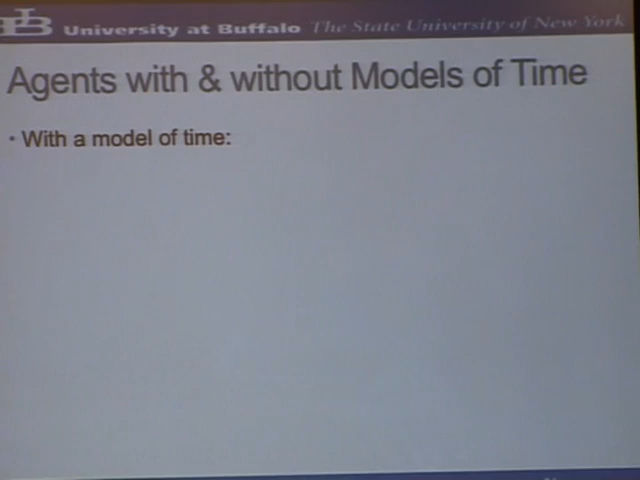 University at Buffalo The State University of New York
Agents with & without Models of Time
· With a model of time: